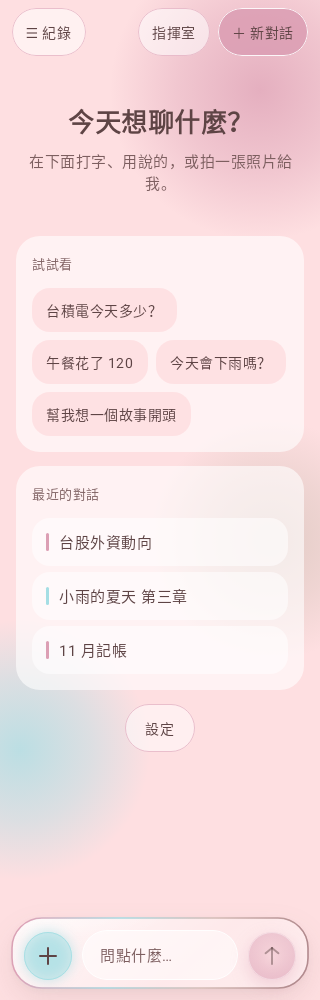 ☰ 紀錄
指揮室
＋ 新對話
今天想聊什麼？
在下面打字、用說的，或拍一張照片給
我。
試試看
台積電今天多少？
午餐花了 120
今天會下雨嗎？
幫我想一個故事開頭
最近的對話
台股外資動向
小雨的夏天 第三章
11 月記帳
設定
問點什麼…